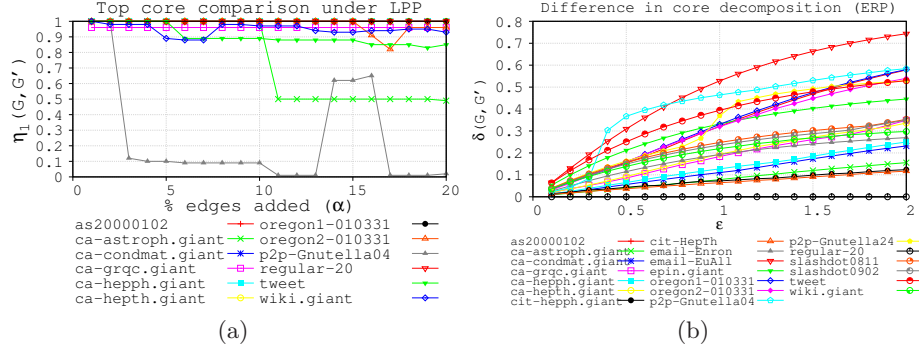 Top core comparison under LPP
Difference in core decomposition (ERP)
η1 (G, G')
1
0.9
0.8
0.7
0.6
0.5
0.4
0.3
0.2
0.1
0
0 5 10 15 20
% edges added (α)
as20000102 oregon1-010331
ca-astroph.giant oregon2-010331
ca-condmat.giant p2p-Gnutella04
ca-grqc.giant regular-20
ca-hepph.giant tweet
ca-hepth.giant wiki.giant
(a)
δ(G, G')
0.8
0.7
0.6
0.5
0.4
0.3
0.2
0.1
0
0 0.5 1 1.5 2
ε
as20000102 cit-HepTh p2p-Gnutella24
ca-astroph.giant email-Enron regular-20
ca-condmat.giant email-EuAll slashdot0811
ca-grqc.giant epin.giant slashdot0902
ca-hepph.giant oregon1-010331 tweet
ca-hepth.giant oregon2-010331 wiki.giant
cit-hepph.giant p2p-Gnutella04
(b)